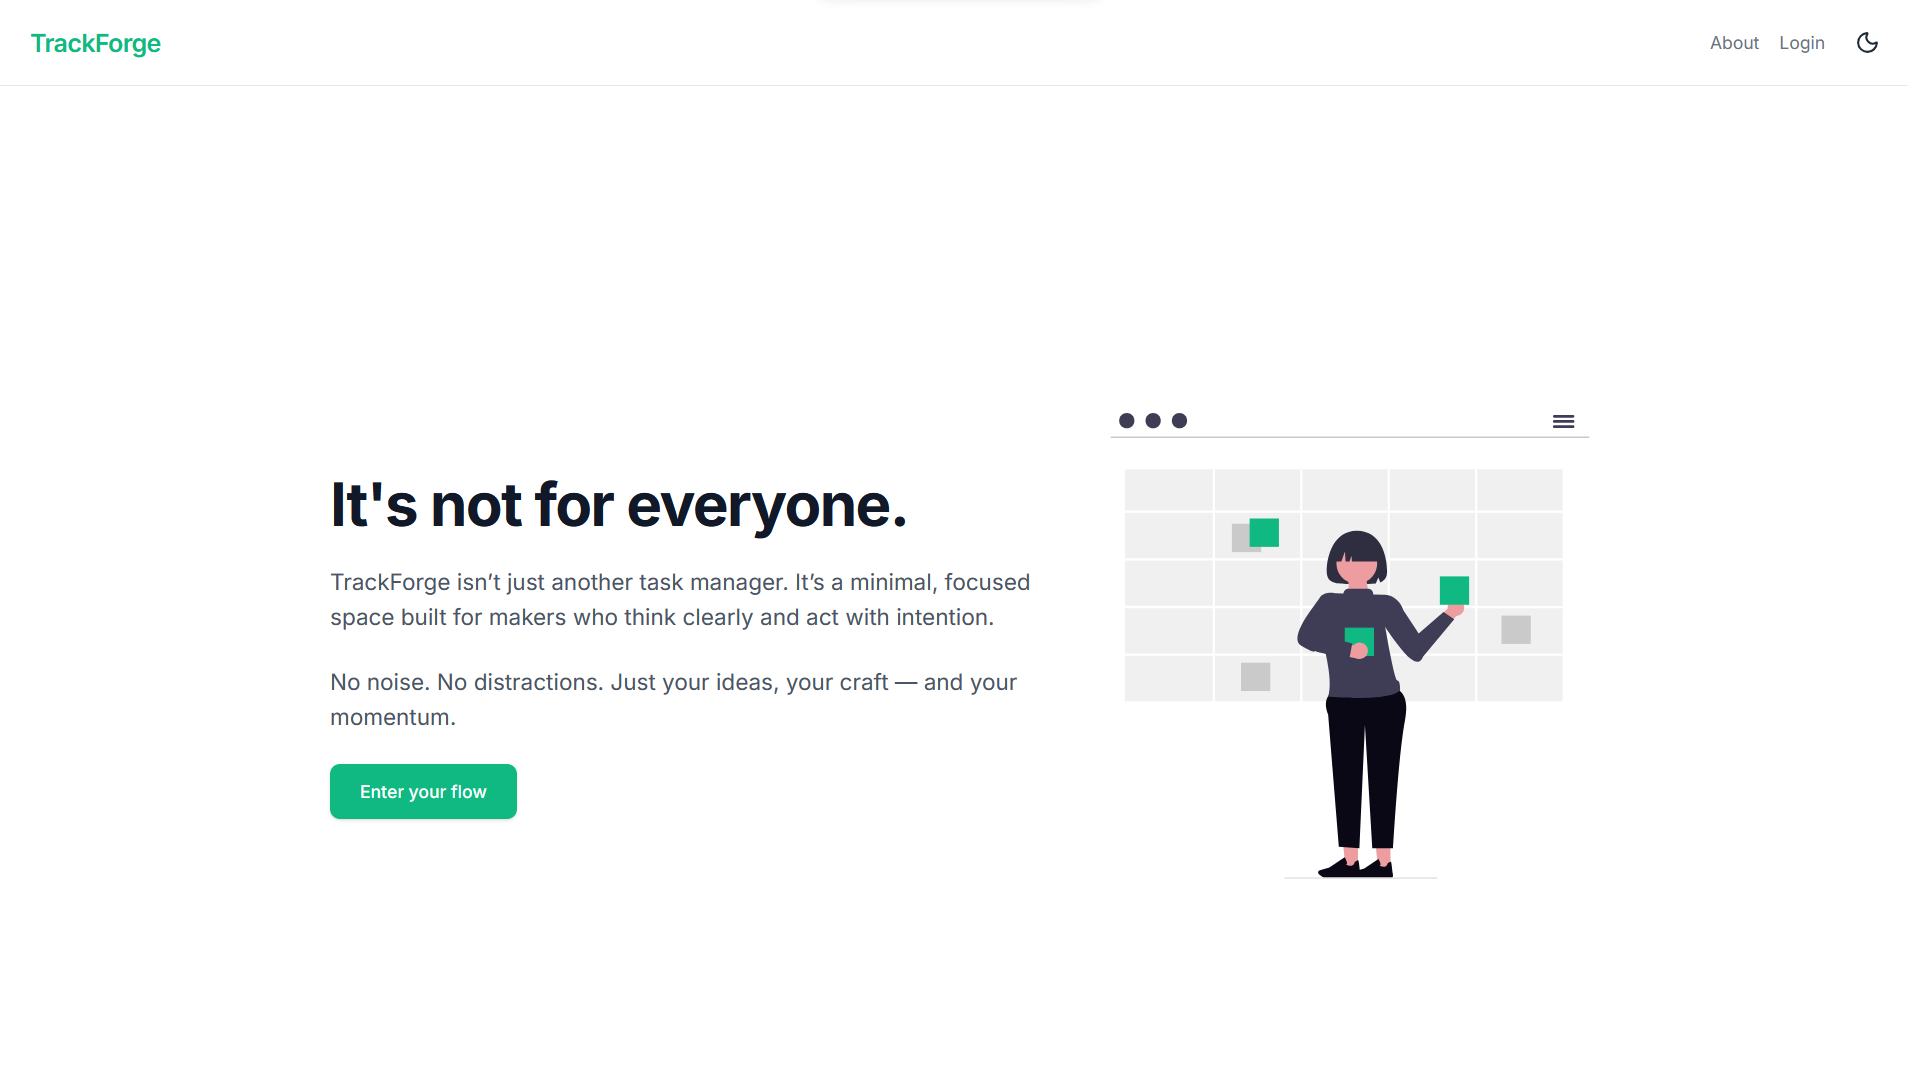 TrackForge
About Login
It's not for everyone.
TrackForge isn’t just another task manager. It’s a minimal, focused
space built for makers who think clearly and act with intention.
No noise. No distractions. Just your ideas, your craft — and your
momentum.
Enter your flow